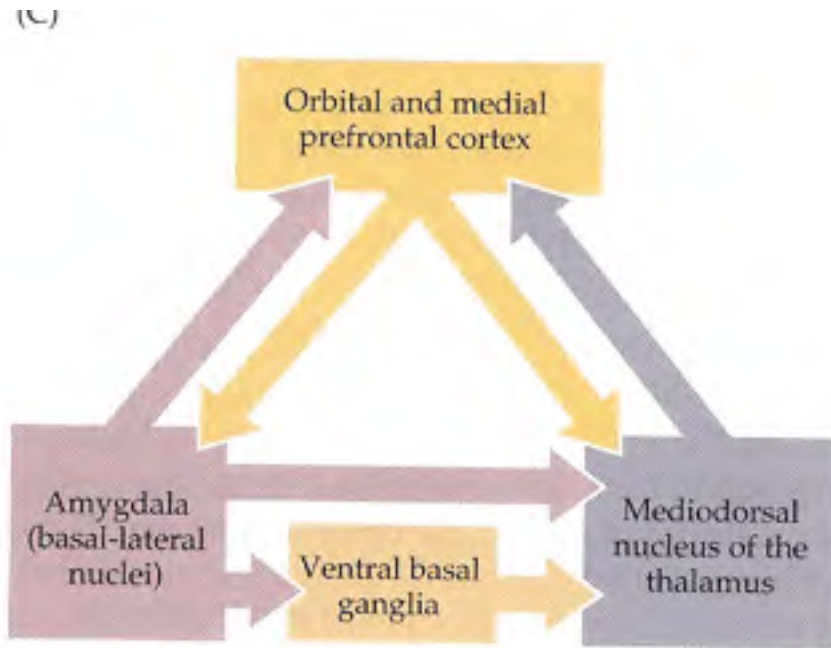 (C)
Orbital and medial
prefrontal cortex
Amygdala
(basal-lateral
nuclei)
Ventral basal
ganglia
Mediodorsal
nucleus of the
thalamus